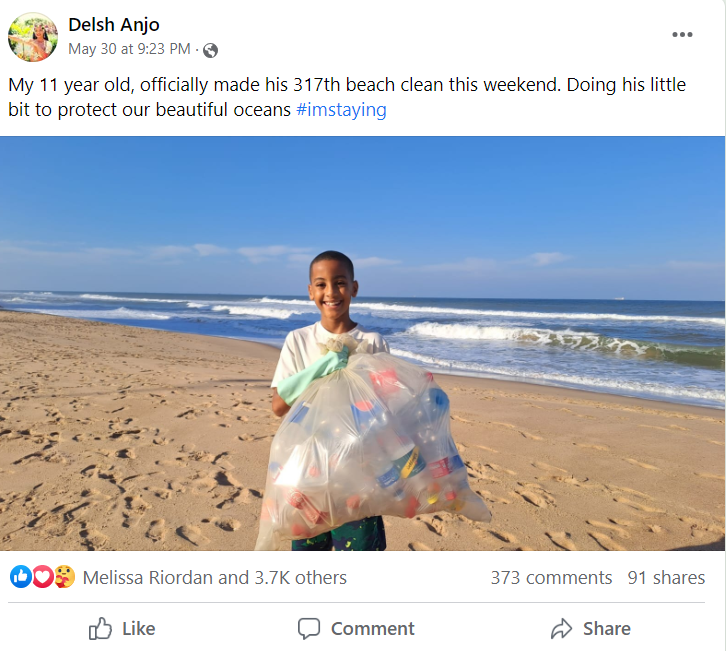 Delsh Anjo
May 30 at 9:23 PM ·
My 11 year old, officially made his 317th beach clean this weekend. Doing his little
bit to protect our beautiful oceans #imstaying
Melissa Riordan and 3.7K others 373 comments 91 shares
Like Comment Share